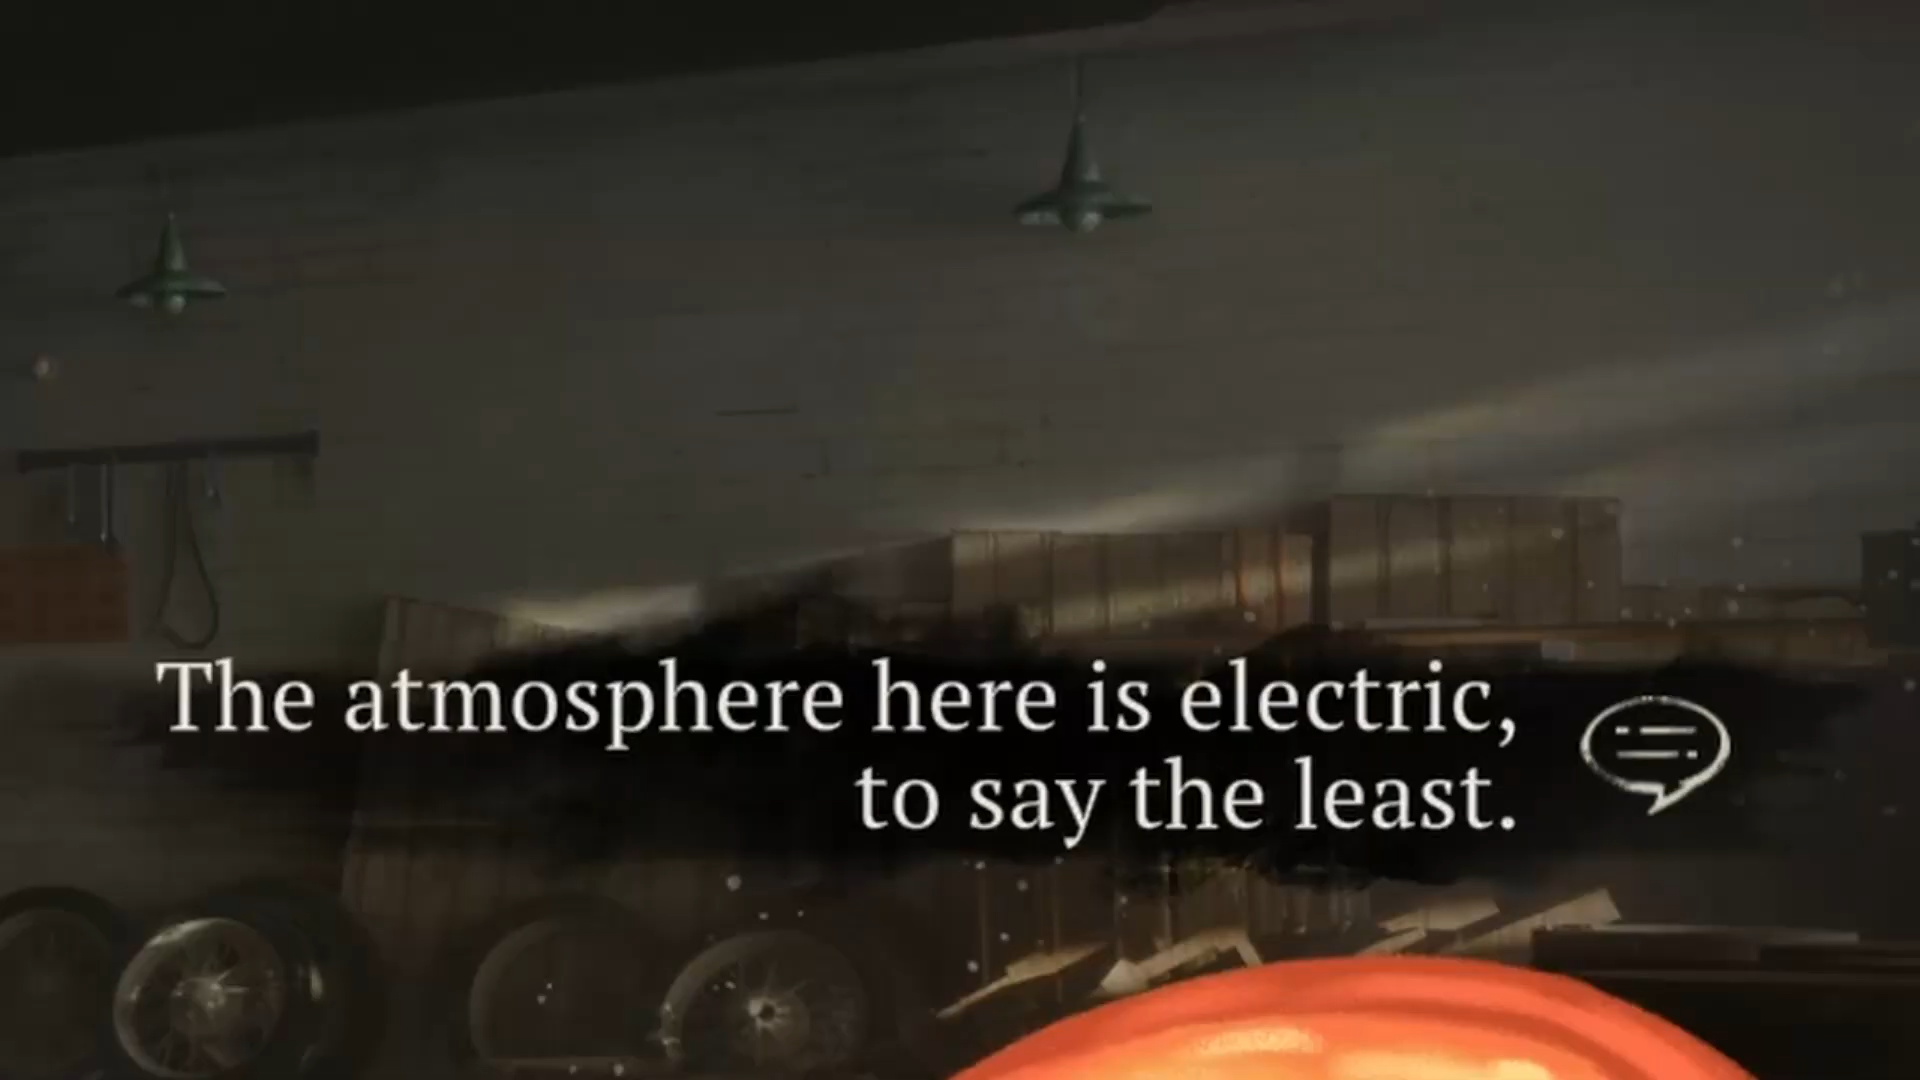 The atmosphere here is electric,
to say the least.